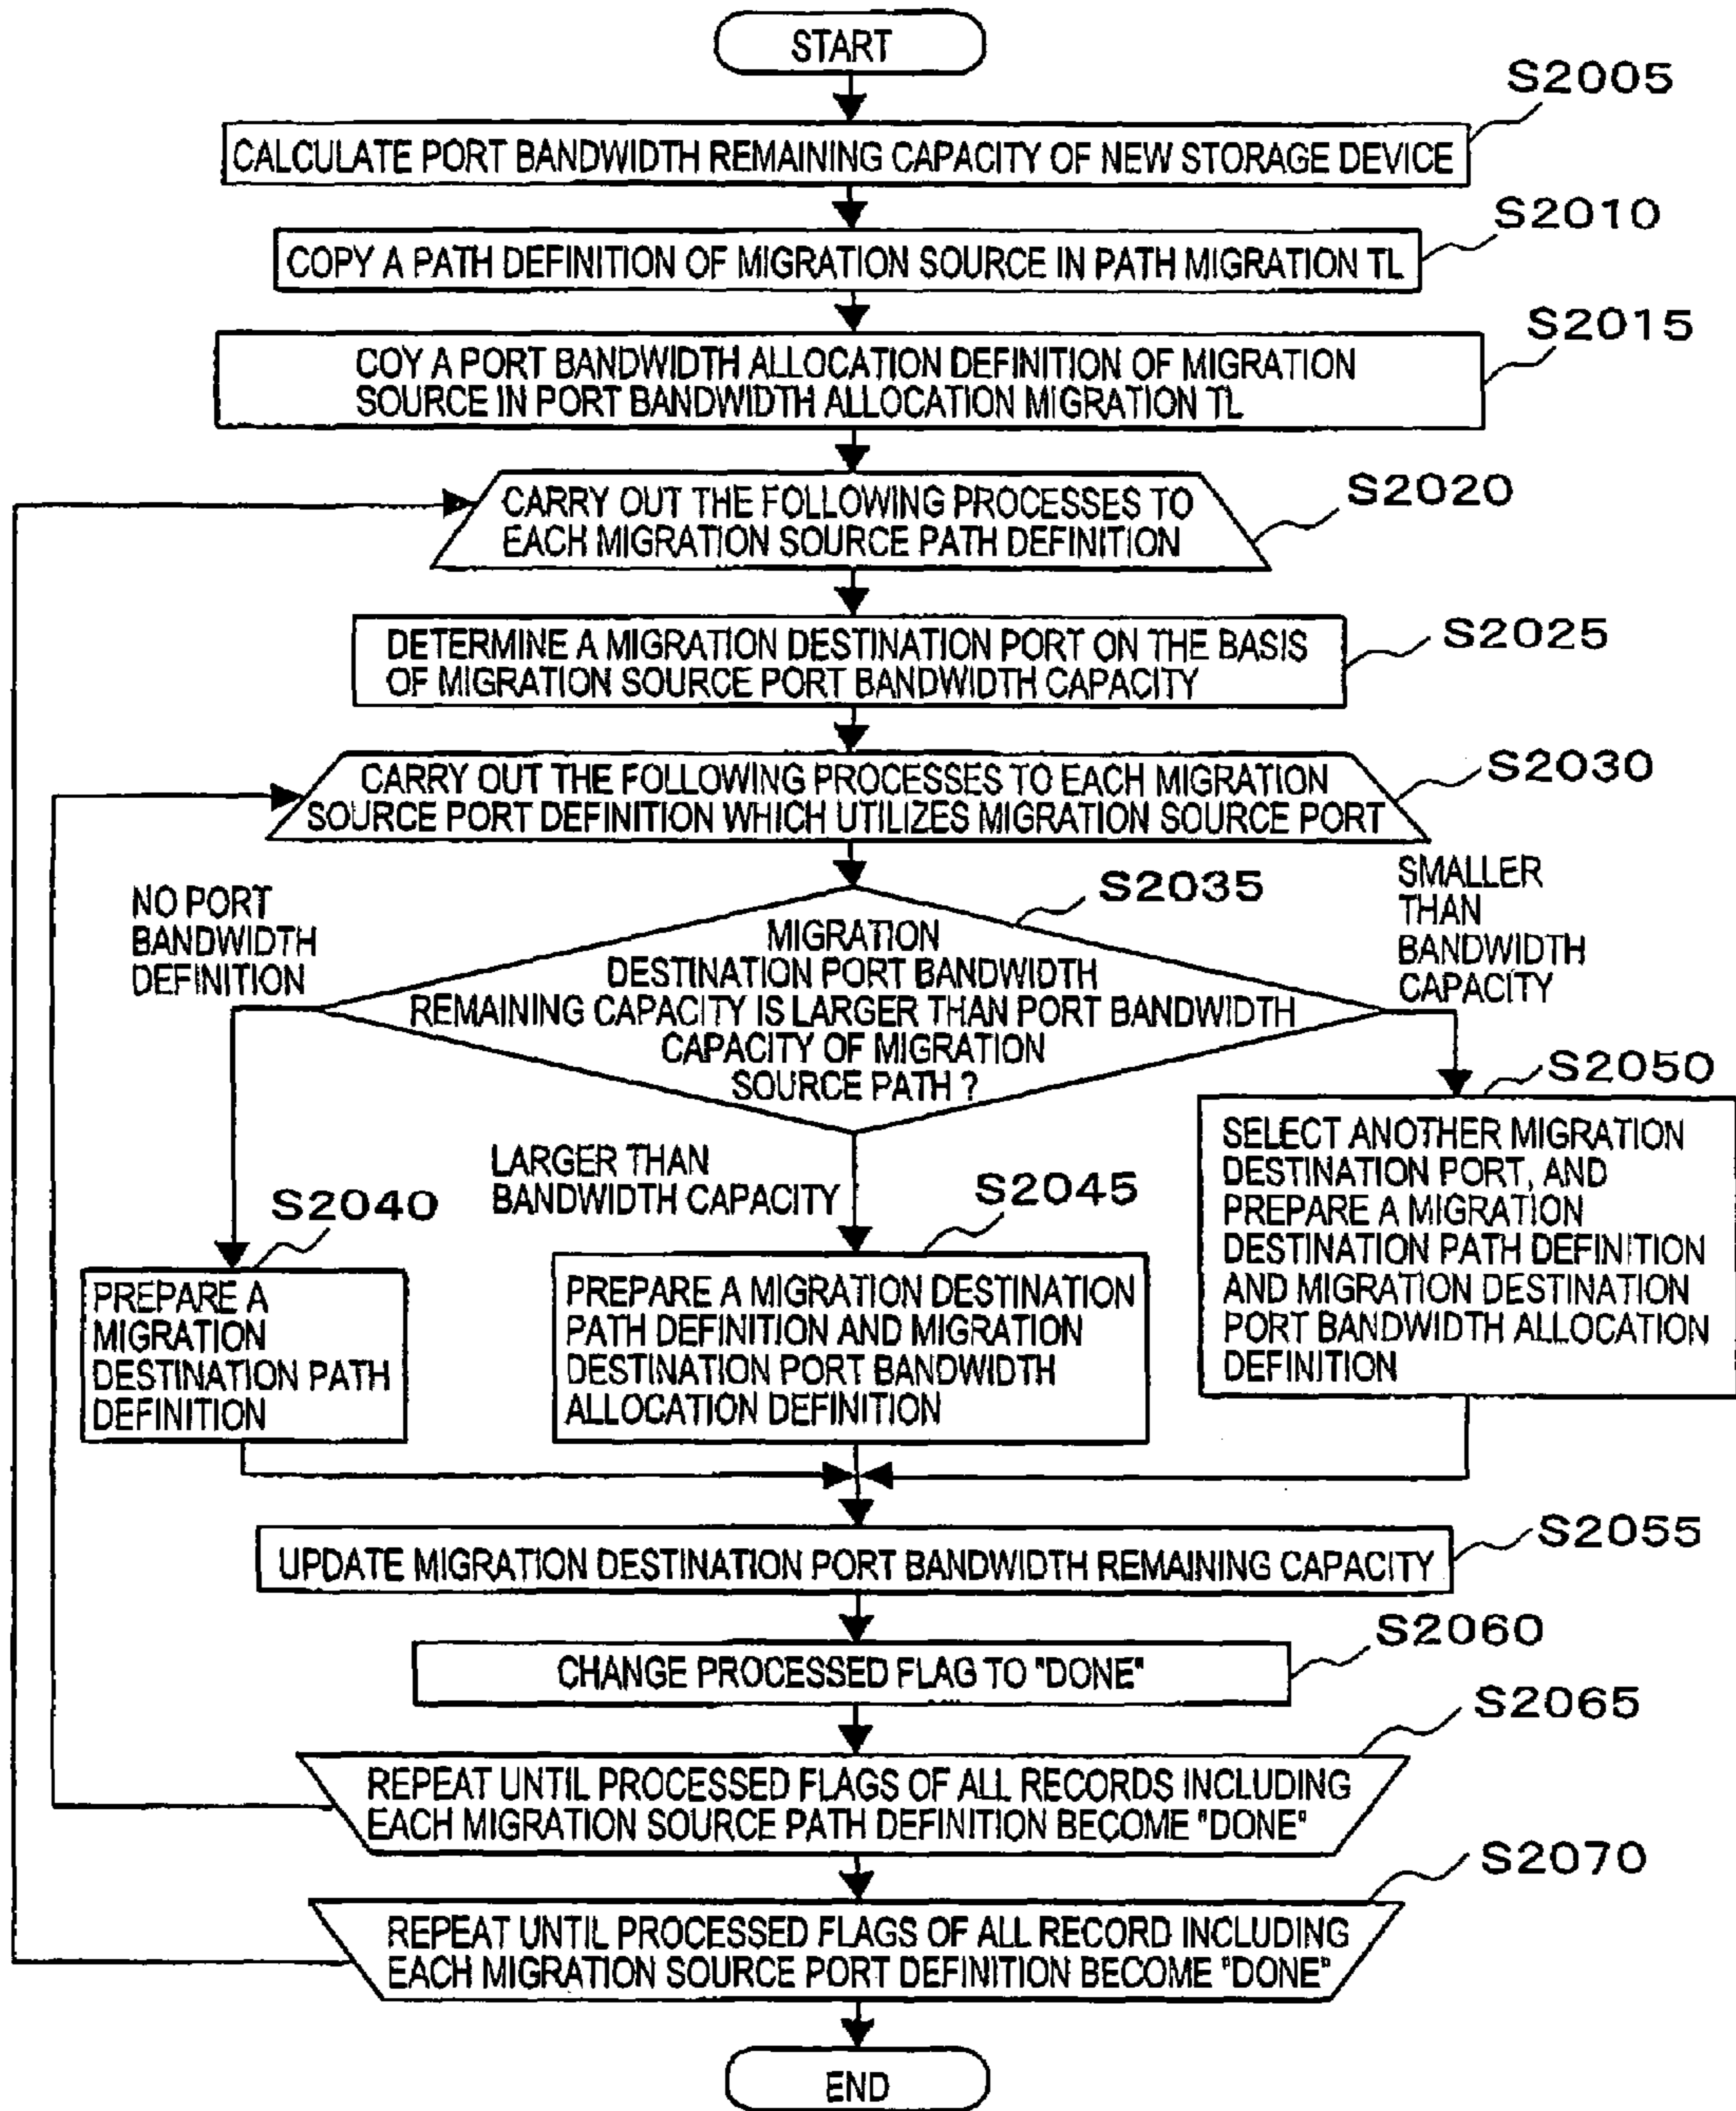 START
S2005
CALCULATE PORT BANDWIDTH REMAINING CAPACITY OF NEW STORAGE DEVICE
S2010
COPY A PATH DEFINITION OF MIGRATION SOURCE IN PATH MIGRATION TL
S2015
COY A PORT BANDWIDTH ALLOCATION DEFINITION OF MIGRATION
SOURCE IN PORT BANDWIDTH ALLOCATION MIGRATION TL
S2020
CARRY OUT THE FOLLOWING PROCESSES TO
EACH MIGRATION SOURCE PATH DEFINITION
S2025
DETERMINE A MIGRATION DESTINATION PORT ON THE BASIS
OF MIGRATION SOURCE PORT BANDWIDTH CAPACITY
S2030
CARRY OUT THE FOLLOWING PROCESSES TO EACH MIGRATION
SOURCE PORT DEFINITION WHICH UTILIZES MIGRATION SOURCE PORT
S2035
MIGRATION
DESTINATION PORT BANDWIDTH
REMAINING CAPACITY IS LARGER THAN PORT BANDWIDTH
CAPACITY OF MIGRATION
SOURCE PATH ?
NO PORT
BANDWIDTH
DEFINITION
SMALLER
THAN
BANDWIDTH
CAPACITY
LARGER THAN
BANDWIDTH CAPACITY
S2040
PREPARE A
MIGRATION
DESTINATION PATH
DEFINITION
S2045
PREPARE A MIGRATION DESTINATION
PATH DEFINITION AND MIGRATION
DESTINATION PORT BANDWIDTH
ALLOCATION DEFINITION
S2050
SELECT ANOTHER MIGRATION
DESTINATION PORT, AND
PREPARE A MIGRATION
DESTINATION PATH DEFINITION
AND MIGRATION DESTINATION
PORT BANDWIDTH ALLOCATION
DEFINITION
S2055
UPDATE MIGRATION DESTINATION PORT BANDWIDTH REMAINING CAPACITY
S2060
CHANGE PROCESSED FLAG TO "DONE"
S2065
REPEAT UNTIL PROCESSED FLAGS OF ALL RECORDS INCLUDING
EACH MIGRATION SOURCE PATH DEFINITION BECOME "DONE"
S2070
REPEAT UNTIL PROCESSED FLAGS OF ALL RECORD INCLUDING
EACH MIGRATION SOURCE PORT DEFINITION BECOME "DONE"
END